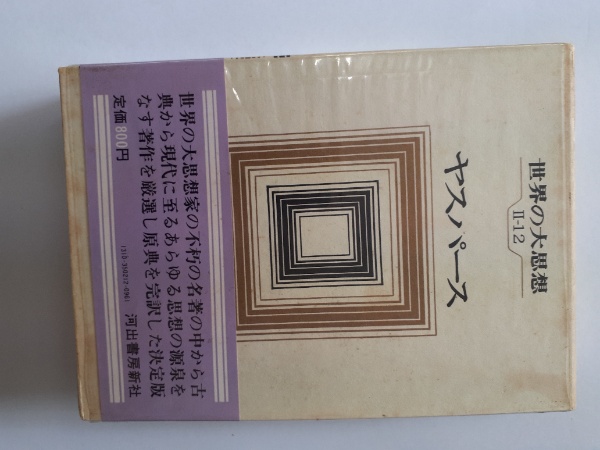 世界の大思想
II-12
ヤスパース
世界の大思想家の不朽の名著の中から古
典から現代に至るあらゆる思想の源泉を
なす著作を厳選し原典を完訳した決定版
定価800円
河出書房新社